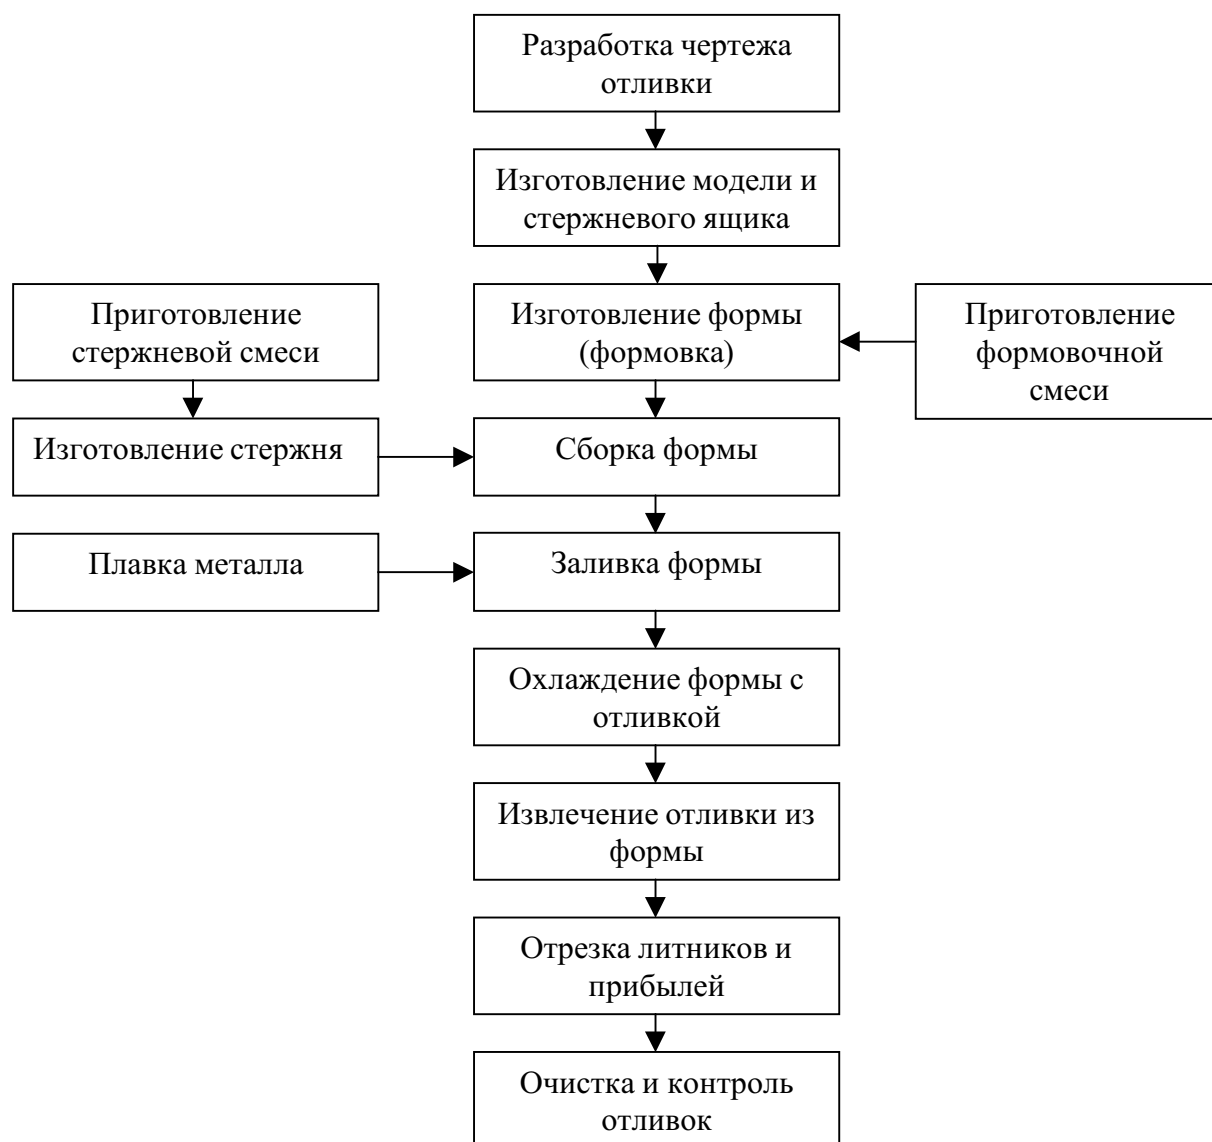 Разработка чертежа
отливки
Изготовление модели и
стержневого ящика
Приготовление
стержневой смеси
Изготовление формы
(формовка)
Приготовление
формовочной
смеси
Изготовление стержня
Сборка формы
Плавка металла
Заливка формы
Охлаждение формы с
отливкой
Извлечение отливки из
формы
Отрезка литников и
прибылей
Очистка и контроль
отливок